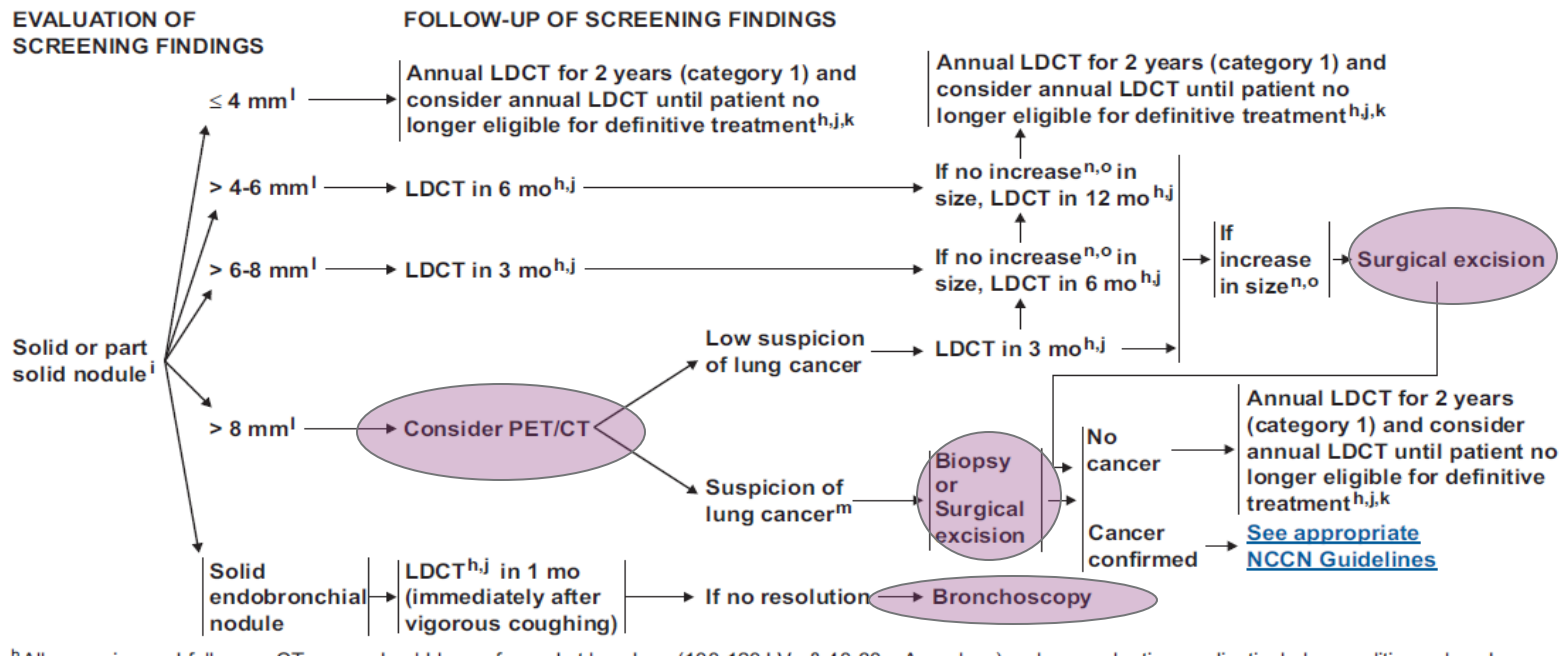 EVALUATION OF
SCREENING FINDINGS
FOLLOW-UP OF SCREENING FINDINGS
≤ 4 mm^l
Annual LDCT for 2 years (category 1) and
consider annual LDCT until patient no
longer eligible for definitive treatment^h,j,k
Annual LDCT for 2 years (category 1) and
consider annual LDCT until patient no
longer eligible for definitive treatment^h,j,k
> 4-6 mm^l
LDCT in 6 mo^h,j
If no increase^n,o in
size, LDCT in 12 mo^h,j
> 6-8 mm^l
LDCT in 3 mo^h,j
If no increase^n,o in
size, LDCT in 6 mo^h,j
If
increase
in size^n,o
Surgical excision
Solid or part
solid nodule^i
Low suspicion
of lung cancer
LDCT in 3 mo^h,j
> 8 mm^l
Consider PET/CT
Suspicion of
lung cancer^m
Biopsy
or
Surgical
excision
No
cancer
Annual LDCT for 2 years
(category 1) and consider
annual LDCT until patient no
longer eligible for definitive
treatment^h,j,k
Cancer
confirmed
See appropriate
NCCN Guidelines
Solid
endobronchial
nodule
LDCT^h,j in 1 mo
(immediately after
vigorous coughing)
If no resolution
Bronchoscopy